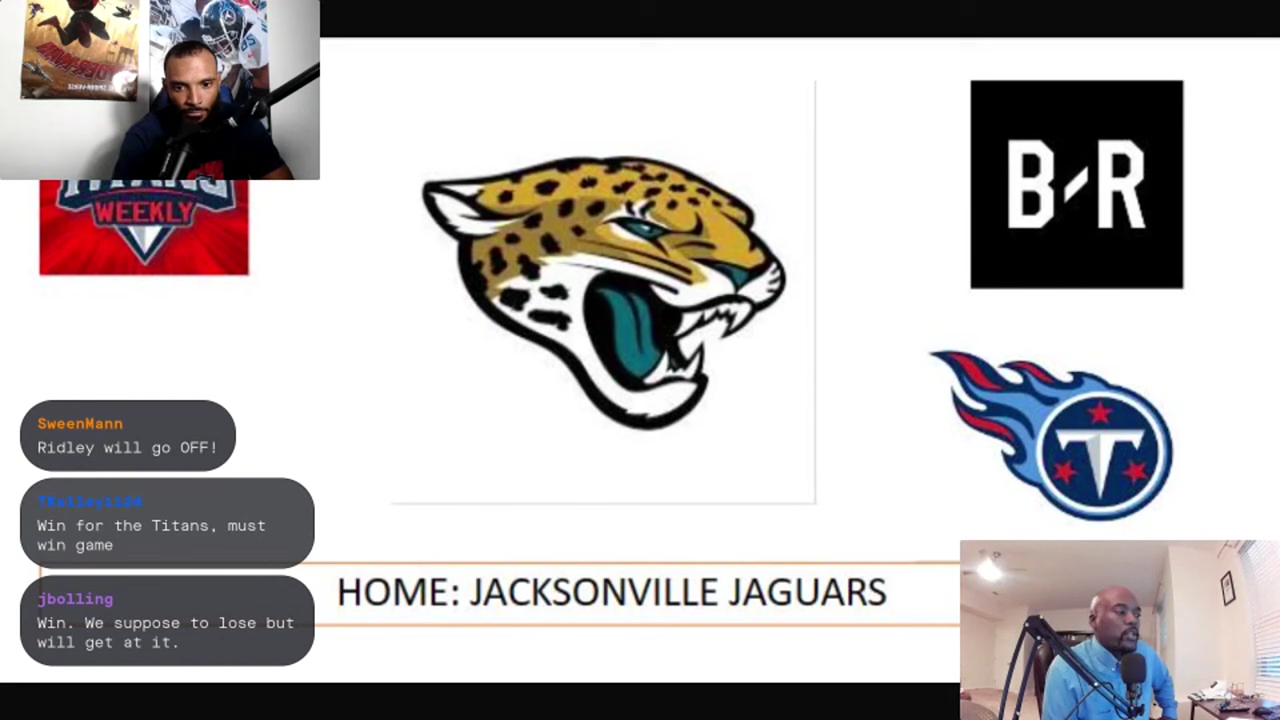 TITANS
WEEKLY
B-R
T
SweenMann
Ridley will go OFF!
Win for the Titans, must
win game
jbolling
Win. We suppose to lose but
will get at it.
HOME: JACKSONVILLE JAGUARS